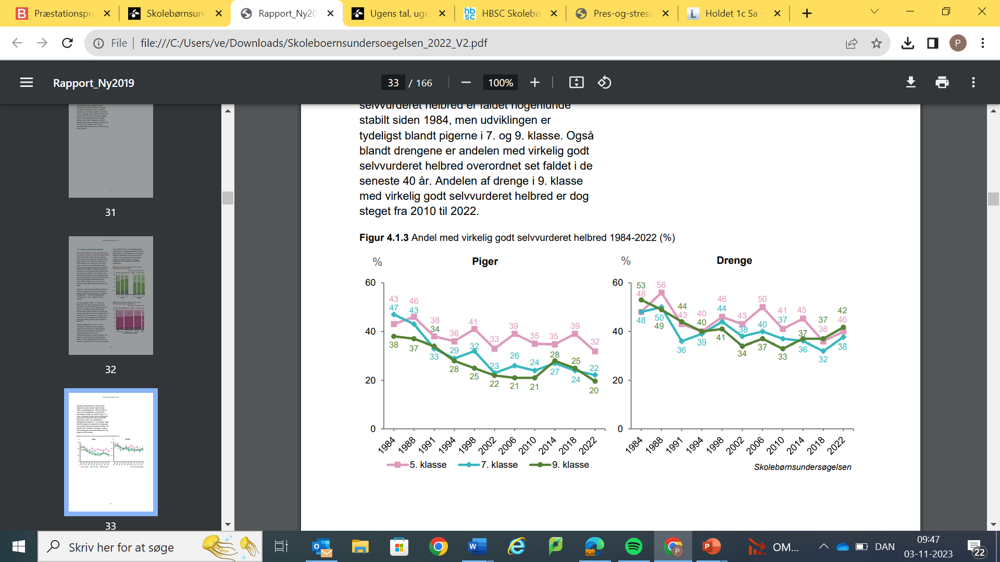 Præstationspre
Skolebørnsund
Rapport_Ny20
Ugens tal, uge
HBSC Skolebø
Pres-og-stress
Holdet 1c Sa -
File
file:///C:/Users/ve/Downloads/Skoleboernsundersoegelsen_2022_V2.pdf
P
Rapport_Ny2019
33 / 166
100%
31
32
33
selvvurderet helbred er faldet nogenlunde
stabilt siden 1984, men udviklingen er
tydeligst blandt pigerne i 7. og 9. klasse. Også
blandt drengene er andelen med virkelig godt
selvvurderet helbred overordnet set faldet i de
seneste 40 år. Andelen af drenge i 9. klasse
med virkelig godt selvvurderet helbred er dog
steget fra 2010 til 2022.
Figur 4.1.3 Andel med virkelig godt selvvurderet helbred 1984-2022 (%)
% Piger
60
40
20
0
43 46 38 36 41 33 39 35 35 39 32
47 43 33 29 32 23 26 24 27 24 22
38 37 34 28 25 22 21 21 28 25 20
1984 1988 1991 1994 1998 2002 2006 2010 2014 2018 2022
5. klasse 7. klasse 9. klasse
% Drenge
60
40
20
0
48 56 43 40 46 43 50 41 45 36 40
48 50 36 39 44 38 40 37 36 32 38
53 49 44 40 41 34 37 33 37 37 42
1984 1988 1991 1994 1998 2002 2006 2010 2014 2018 2022
Skolebørnsundersøgelsen
Skriv her for at søge
OM...
DAN
09:47
03-11-2023
22